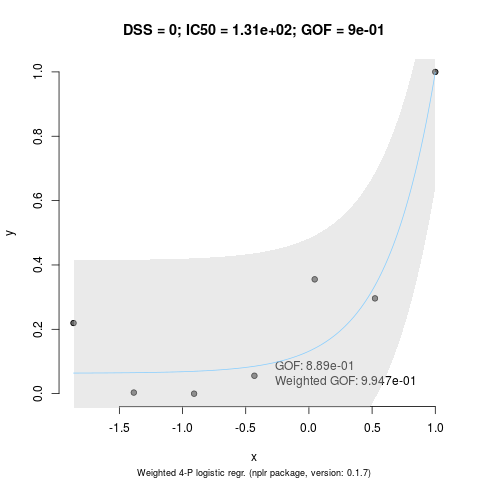 DSS = 0; IC50 = 1.31e+02; GOF = 9e-01
1.0
0.8
0.6
y
0.4
0.2
0.0
GOF: 8.89e-01
Weighted GOF: 9.947e-01
-1.5 -1.0 -0.5 0.0 0.5 1.0
x
Weighted 4-P logistic regr. (nplr package, version: 0.1.7)